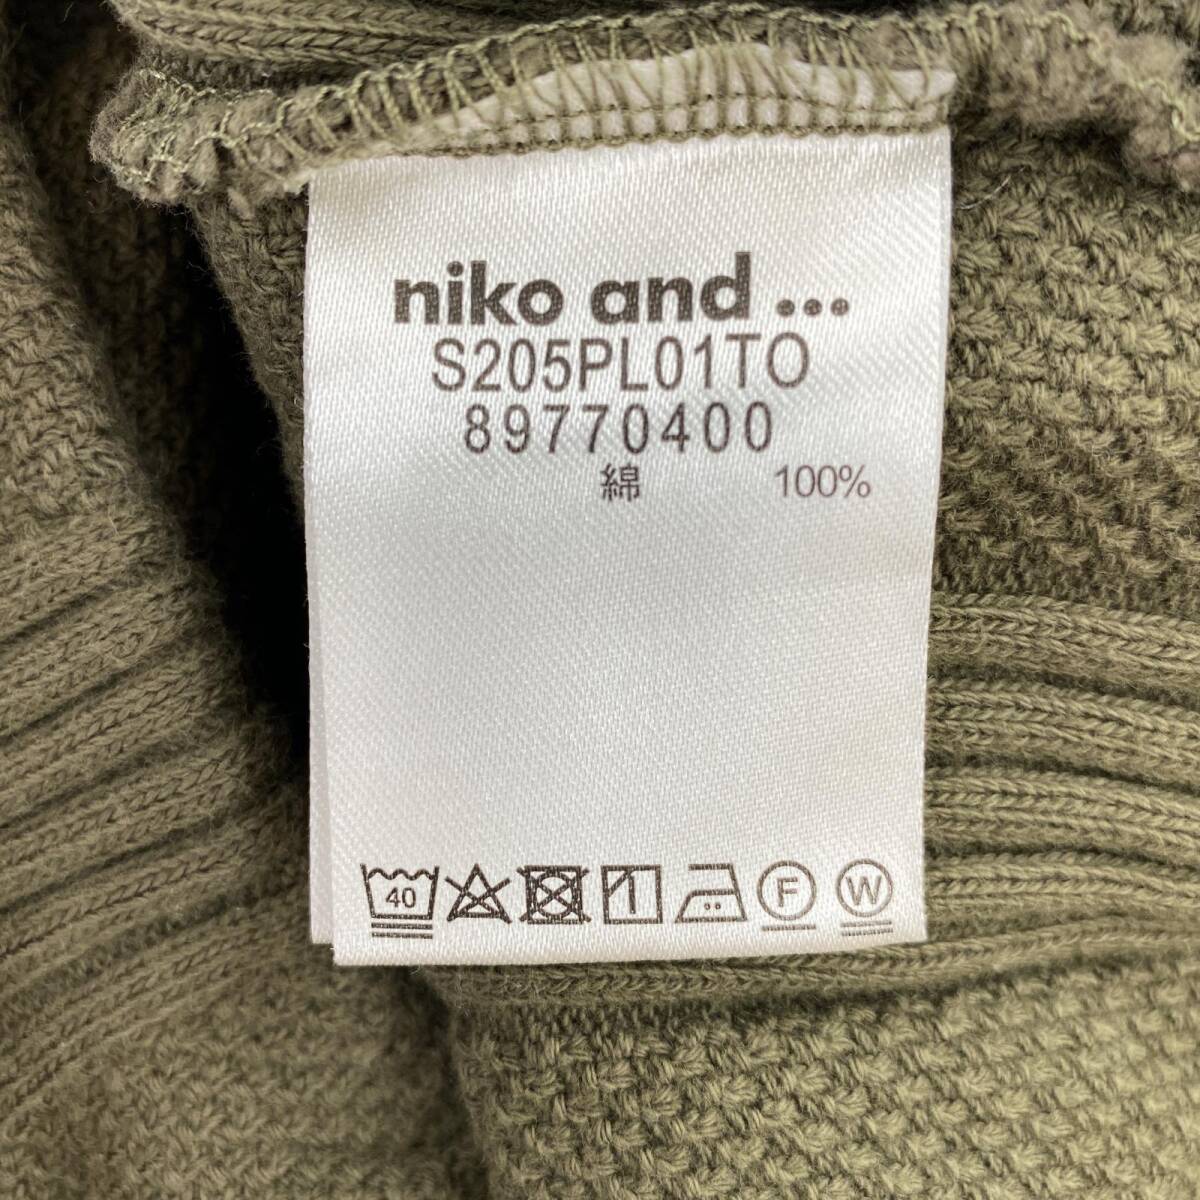 niko and ...
S205PL01TO
89770400
綿 100%
40 F W